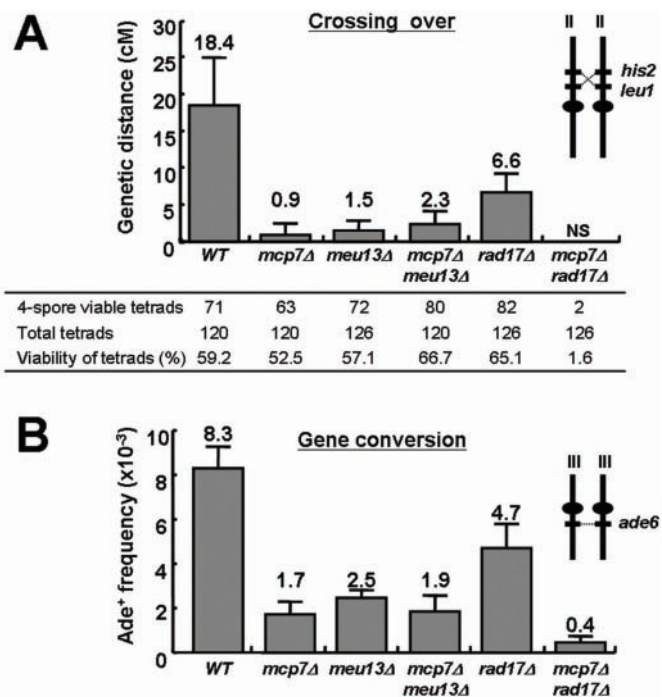 A
Crossing over
Genetic distance (cM)
30
25
20
15
10
5
0
18.4
0.9
1.5
2.3
6.6
NS
WT
mcp7Δ
meu13Δ
mcp7Δ meu13Δ
rad17Δ
mcp7Δ rad17Δ
II II
his2
leu1
4-spore viable tetrads 71 63 72 80 82 2
Total tetrads 120 120 126 120 126 126
Viability of tetrads (%) 59.2 52.5 57.1 66.7 65.1 1.6
B
Gene conversion
Ade+ frequency (x10-3)
10
8
6
4
2
0
8.3
1.7
2.5
1.9
4.7
0.4
WT
mcp7Δ
meu13Δ
mcp7Δ meu13Δ
rad17Δ
mcp7Δ rad17Δ
III III
ade6